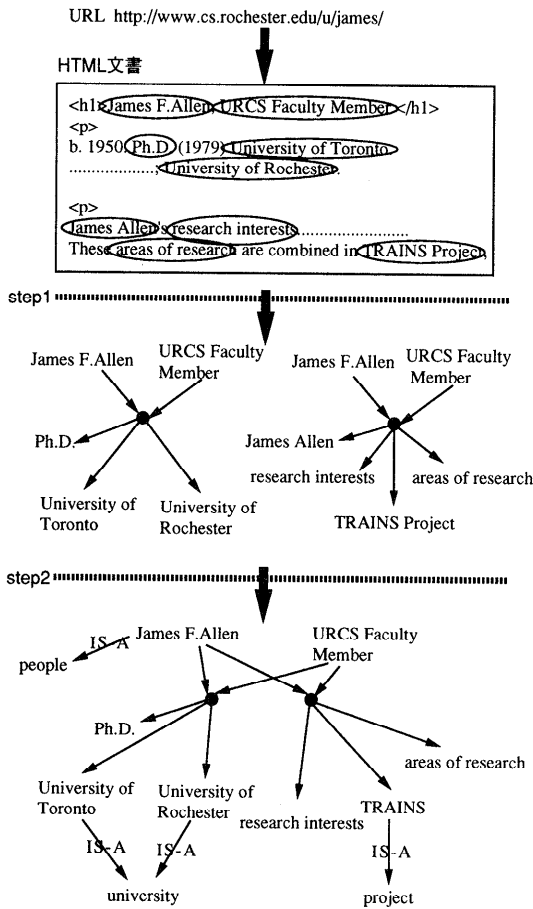 URL http://www.cs.rochester.edu/u/james/
HTML文書
<h1>James F.Allen, URCS Faculty Member </h1>
<p>
b. 1950, Ph.D. (1979) University of Toronto.
...................., University of Rochester.
<p>
James Allen's research interests........................
These areas of research are combined in TRAINS Project,
step1
James F.Allen
URCS Faculty
Member
Ph.D.
University of
Toronto
University of
Rochester
James F.Allen
URCS Faculty
Member
James Allen
research interests
areas of research
TRAINS Project
step2
James F.Allen
URCS Faculty
Member
IS-A
people
Ph.D.
University of
Toronto
University of
Rochester
research interests
TRAINS
areas of research
IS-A
IS-A
IS-A
university
project